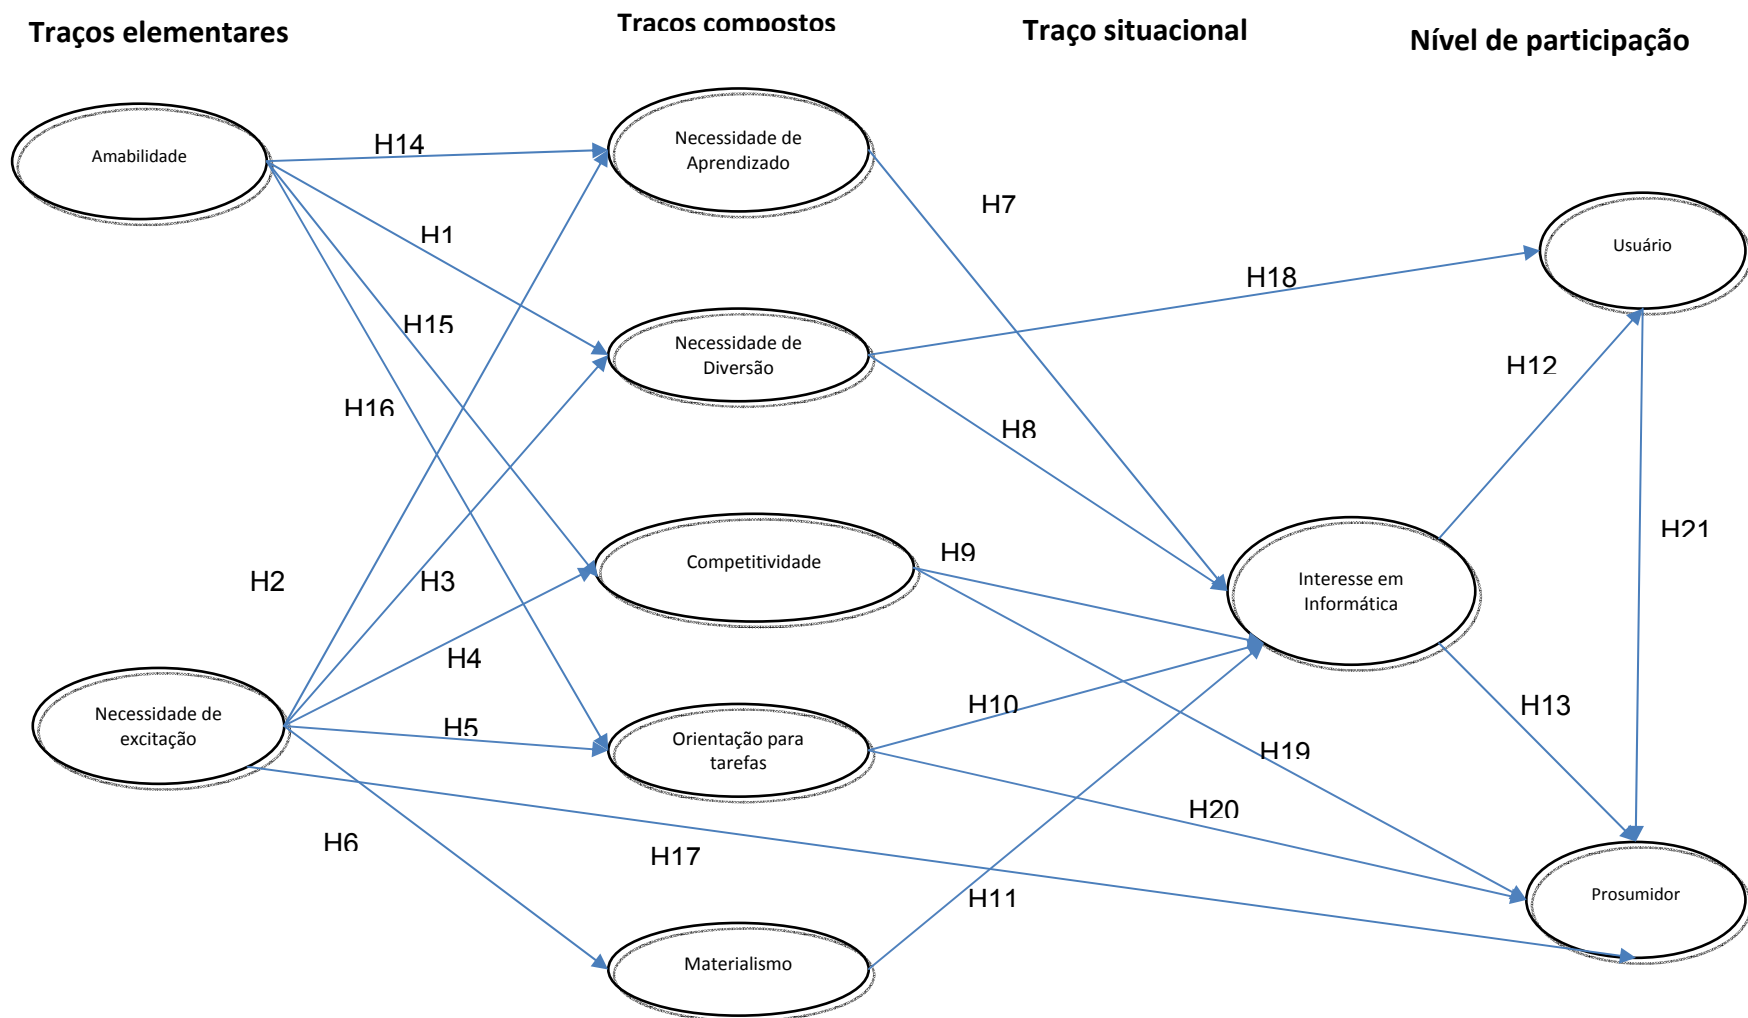 Traços elementares
Traços compostos
Traço situacional
Nível de participação
Amabilidade
H14
Necessidade de
Aprendizado
H7
Usuário
H1
H18
H15
Necessidade de
Diversão
H12
H16
H8
H21
H2
H3
Competitividade
H9
Interesse em
Informática
H4
Necessidade de
excitação
H5
Orientação para
tarefas
H10
H13
H19
H20
H6
H17
H11
Prosumidor
Materialismo